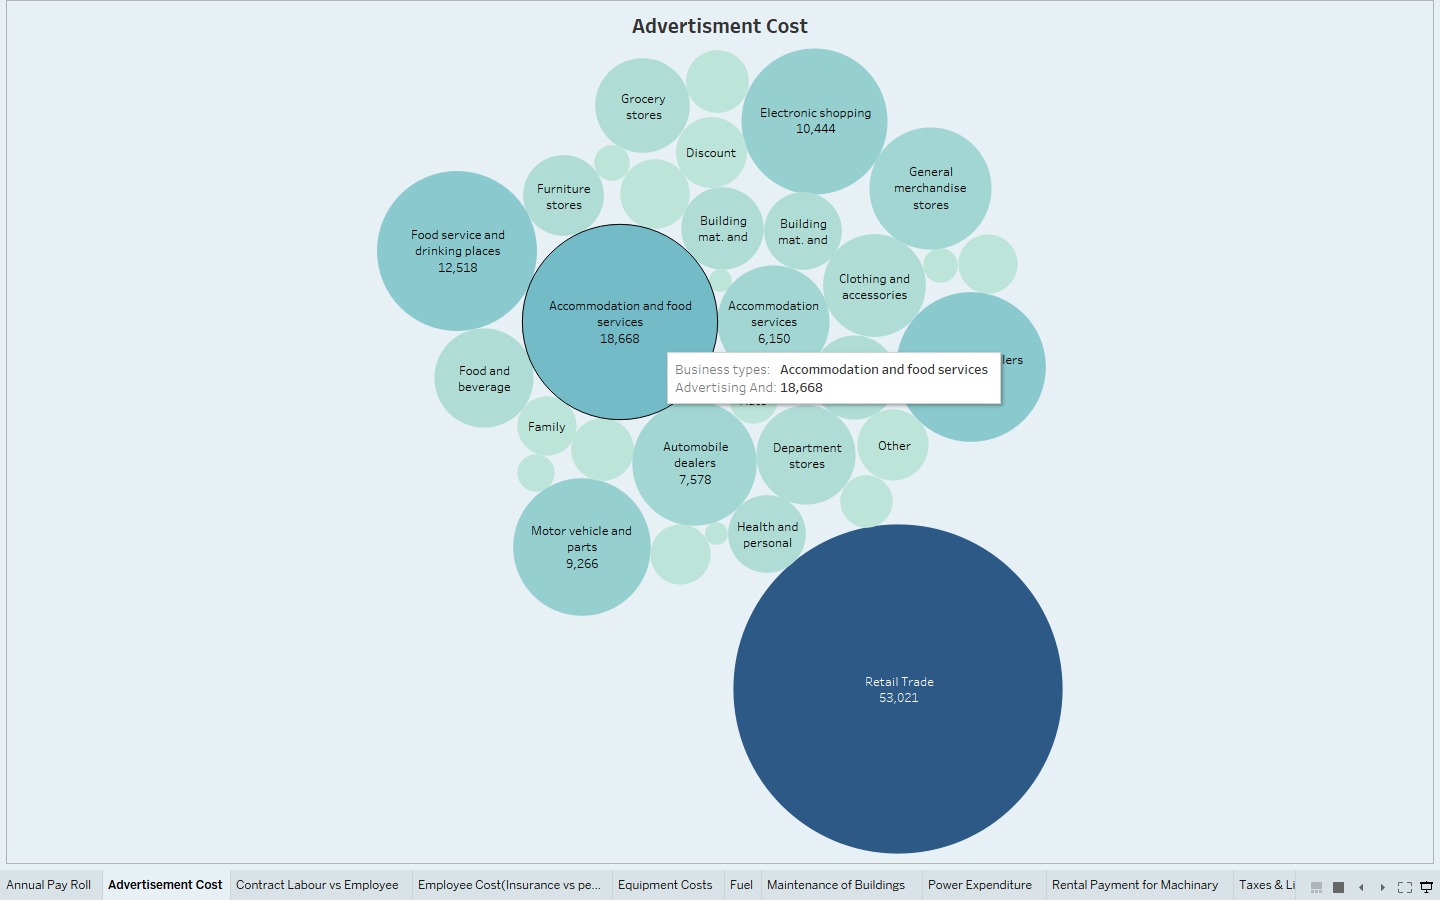 Advertisment Cost
Grocery
stores
Electronic shopping
10,444
Discount
General
merchandise
stores
Furniture
stores
Building
mat. and
Building
mat. and
Food service and
drinking places
12,518
Clothing and
accessories
Accommodation and food
services
18,668
Accommodation
services
6,150
Business types: Accommodation and food services
Advertising And: 18,668
Food and
beverage
Family
Automobile
dealers
7,578
Department
stores
Other
Motor vehicle and
parts
9,266
Health and
personal
Retail Trade
53,021
Annual Pay Roll
Advertisement Cost
Contract Labour vs Employee
Employee Cost(Insurance vs pe...
Equipment Costs
Fuel
Maintenance of Buildings
Power Expenditure
Rental Payment for Machinary
Taxes & Li